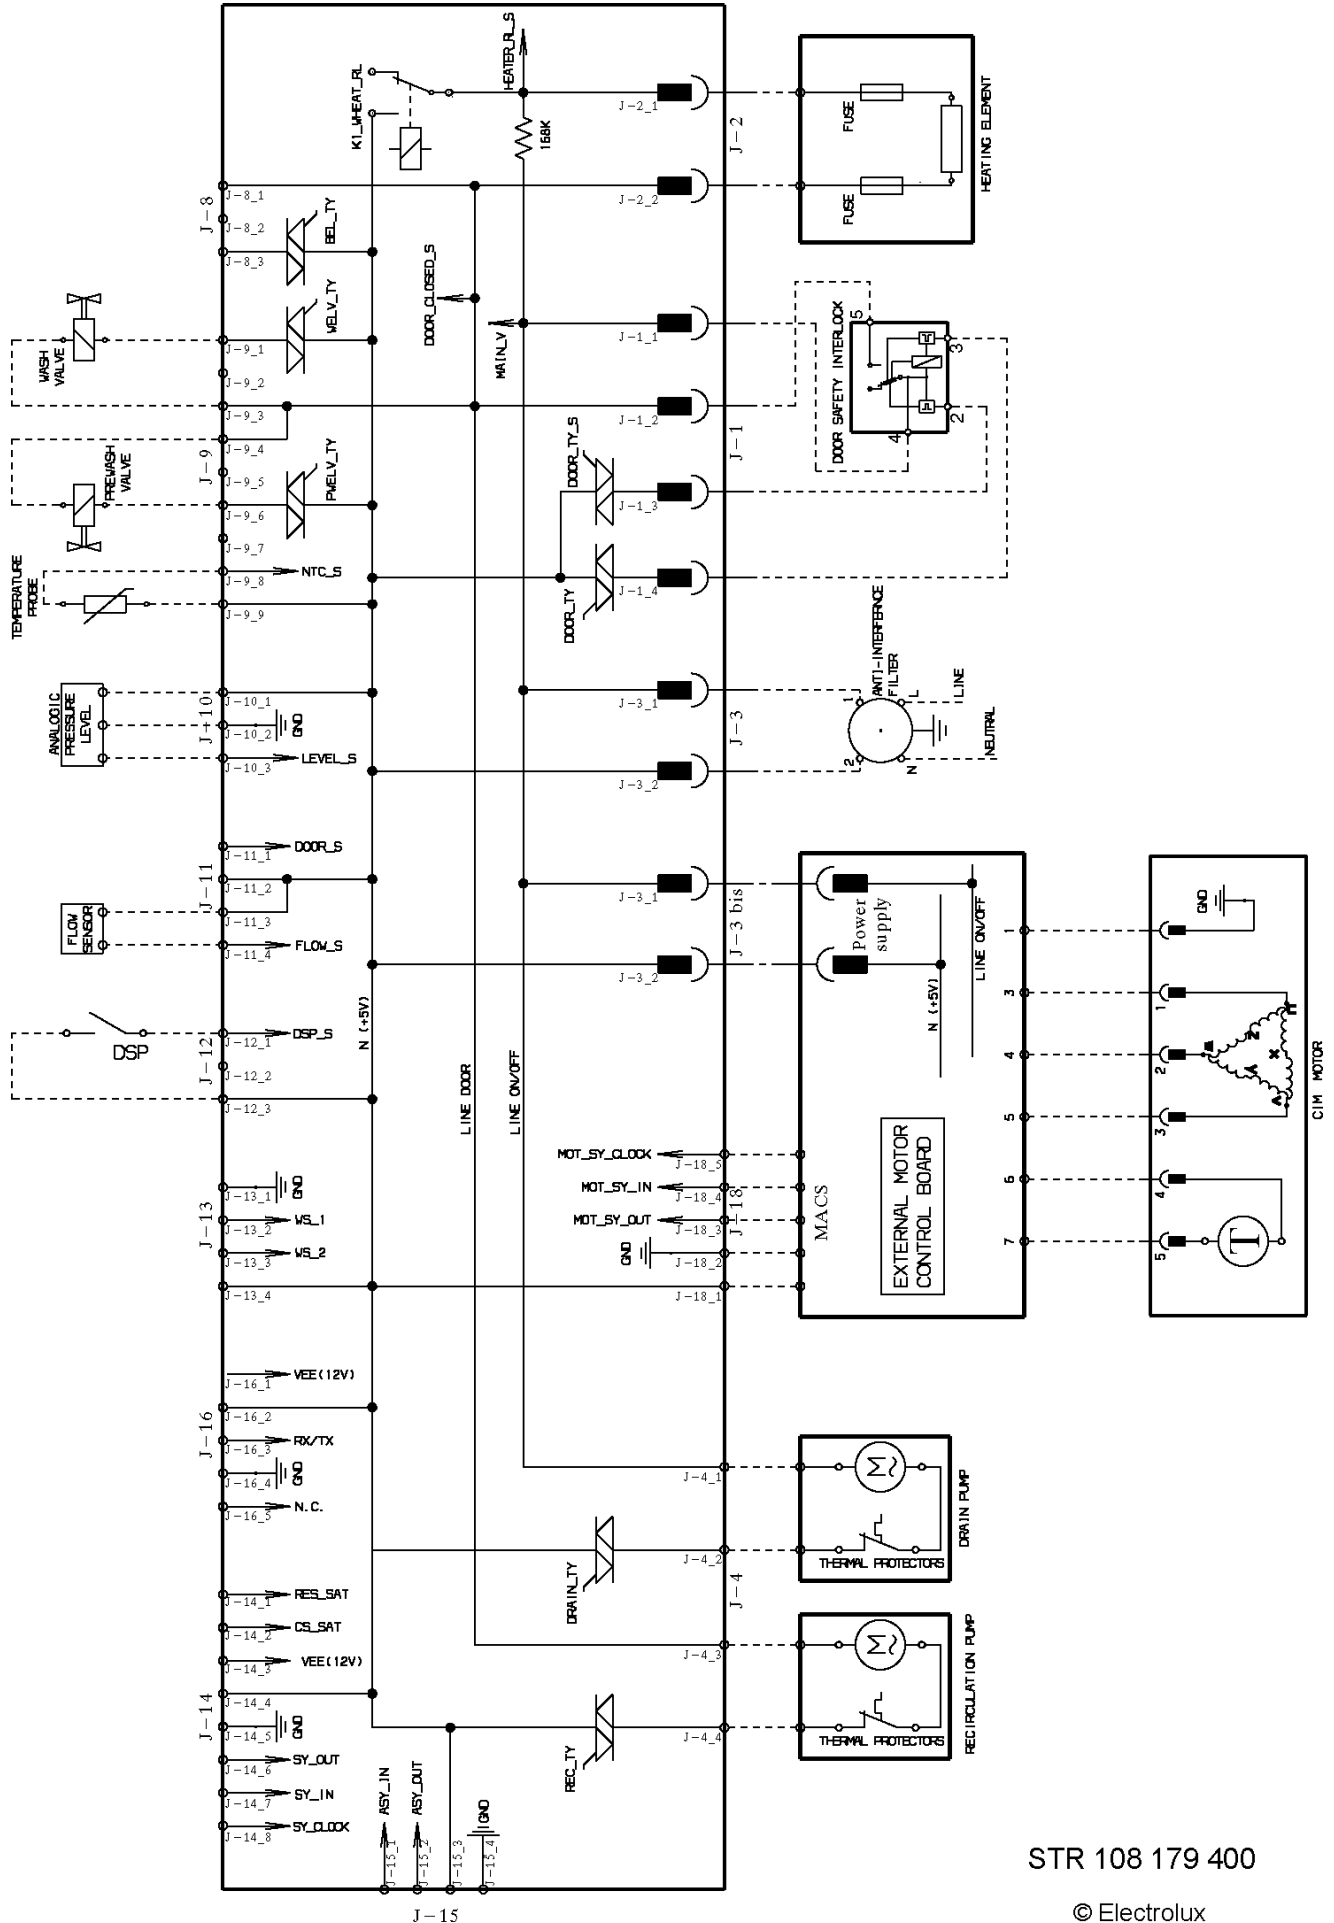 HEATER_RL_S
K1_WHEAT_RL
168K
J-2_1
J-2
J-2_2
FUSE
FUSE
HEATING ELEMENT
J-8
J-8_1
J-8_2
J-8_3
BEL_TY
WASH
VALVE
WELV_TY
J-9_1
J-9_2
J-9_3
J-9_4
J-9
J-9_5
J-9_6
J-9_7
J-9_8
J-9_9
PREWASH
VALVE
PWELV_TY
NTC_S
TEMPERATURE
PROBE
DOOR_CLOSED_S
MAIN_V
J-1_1
J-1_2
J-1
J-1_3
J-1_4
DOOR_TY_S
DOOR_TY
DOOR SAFETY INTERLOCK
5
3
2
4
ANALOGIC
PRESSURE
LEVEL
J+10
J-10_1
J-10_2
GND
J-10_3
LEVEL_S
J-3_1
J-3
J-3_2
ANTI-INTERFERNCE
FILTER
1
2
L
LINE
N
NEUTRAL
DOOR_S
J-11_1
J-11
J-11_2
J-11_3
J-11_4
FLOW_S
FLOW
SENSOR
J-3_1
J-3 bis
J-3_2
Power
supply
N (+5V)
LINE ON/OFF
DSP
DSP_S
J-12_1
J-12
J-12_2
J-12_3
N (+5V)
LINE DOOR
LINE ON/OFF
J-13
J-13_1
GND
J-13_2
WS_1
J-13_3
WS_2
J-13_4
MOT_SY_CLOCK
J-18_5
MOT_SY_IN
J-18_4
J-18
MOT_SY_OUT
J-18_3
GND
J-18_2
J-18_1
MACS
EXTERNAL MOTOR
CONTROL BOARD
1
3
4
5
6
7
GND
1
2
3
4
5
Z
X
Y
T
CIM MOTOR
VEE(12V)
J-16_1
J-16
J-16_2
RX/TX
J-16_3
GND
J-16_4
N.C.
J-16_5
J-4_1
J-4_2
J-4
DRAIN_TY
M
THERMAL PROTECTORS
DRAIN PUMP
RES_SAT
J-14_1
CS_SAT
J-14_2
VEE(12V)
J-14_3
J-14_4
J-14
GND
J-14_5
SY_OUT
J-14_6
SY_IN
J-14_7
SY_CLOCK
J-14_8
J-4_3
J-4_4
REC_TY
M
THERMAL PROTECTORS
RECIRCULATION PUMP
ASY_IN
ASY_OUT
GND
J-15_1
J-15_2
J-15_3
J-15_4
J-15
STR 108 179 400
© Electrolux